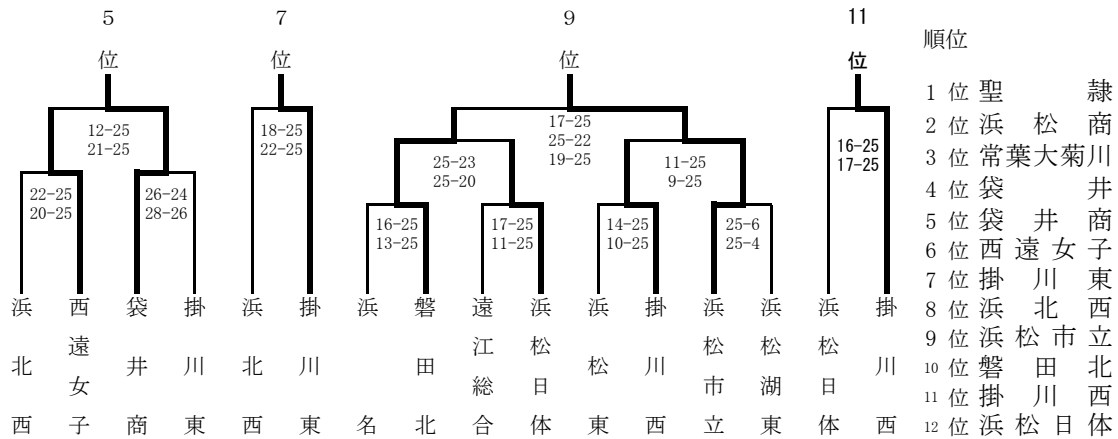 5 7 9 11
位 位 位 位
順位
1 位 聖 隷
2 位 浜 松 商
3 位 常葉大菊川
4 位 袋 井
5 位 袋 井 商
6 位 西 遠 女 子
7 位 掛 川 東
8 位 浜 北 西
9 位 浜 松 市 立
10 位 磐 田 北
11 位 掛 川 西
12 位 浜 松 日 体
12-25
21-25
22-25
20-25
26-24
28-26
18-25
22-25
17-25
25-22
19-25
25-23
25-20
11-25
9-25
16-25
13-25
17-25
11-25
14-25
10-25
25-6
25-4
16-25
17-25
浜北西
西遠女子
袋井商
掛川東
浜北西
掛川東
浜名
磐田北
遠江総合
浜松日体
浜松東
掛川西
浜松市立
浜松湖東
浜松日体
掛川西